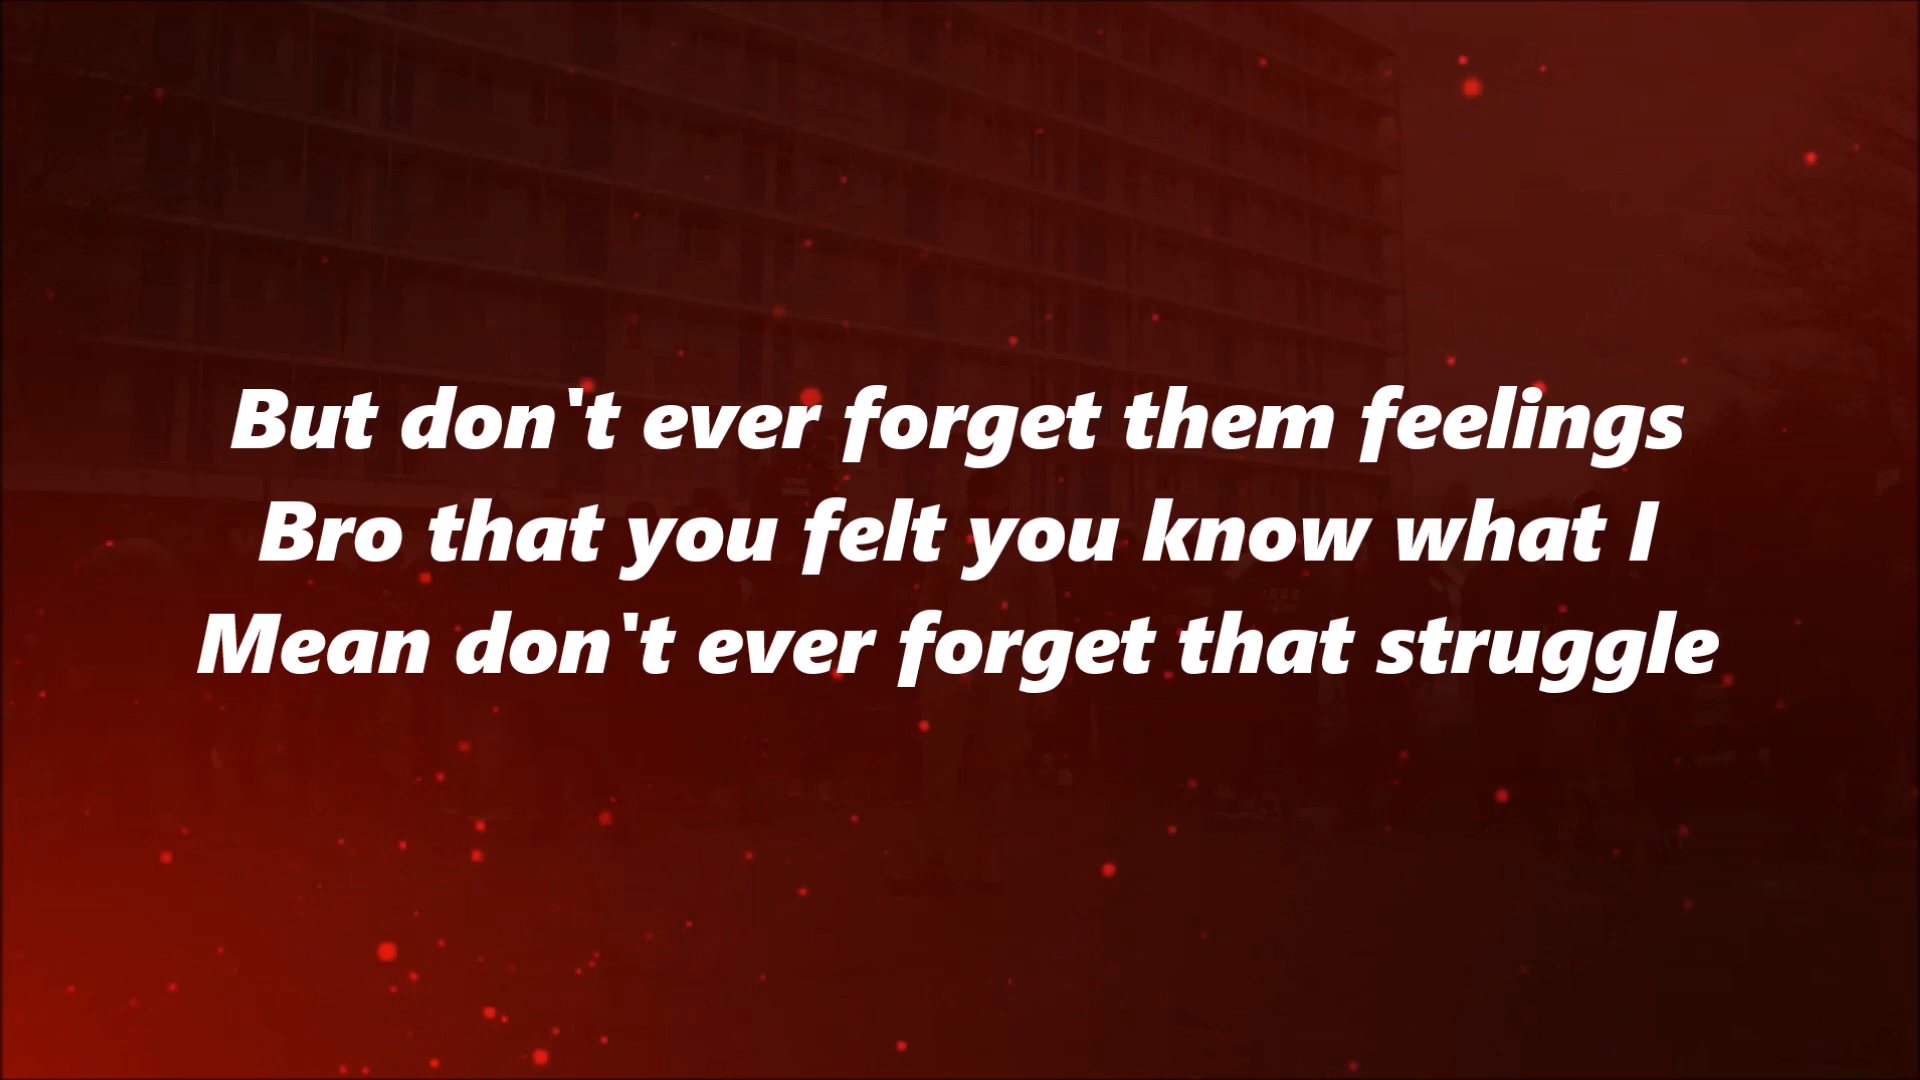 But don't ever forget them feelings
Bro that you felt you know what I
Mean don't ever forget that struggle